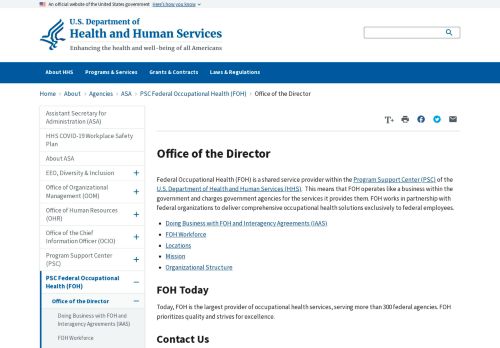 An official website of the United States government Here's how you know
U.S. Department of
Health and Human Services
Enhancing the health and well-being of all Americans
About HHS Programs & Services Grants & Contracts Laws & Regulations
Home > About > Agencies > ASA > PSC Federal Occupational Health (FOH) > Office of the Director
Assistant Secretary for
Administration (ASA)
HHS COVID-19 Workplace Safety
Plan
About ASA
EEO, Diversity & Inclusion
Office of Organizational
Management (OOM)
Office of Human Resources
(OHR)
Office of the Chief
Information Officer (OCIO)
Program Support Center
(PSC)
PSC Federal Occupational
Health (FOH)
Office of the Director
Doing Business with FOH and
Interagency Agreements (IAAS)
FOH Workforce
T+
Office of the Director
Federal Occupational Health (FOH) is a shared service provider within the Program Support Center (PSC) of the
U.S. Department of Health and Human Services (HHS). This means that FOH operates like a business within the
government and charges government agencies for the services it provides them. FOH works in partnership with
federal organizations to deliver comprehensive occupational health solutions exclusively to federal employees.
Doing Business with FOH and Interagency Agreements (IAAS)
FOH Workforce
Locations
Mission
Organizational Structure
FOH Today
Today, FOH is the largest provider of occupational health services, serving more than 300 federal agencies. FOH
prioritizes quality and strives for excellence.
Contact Us